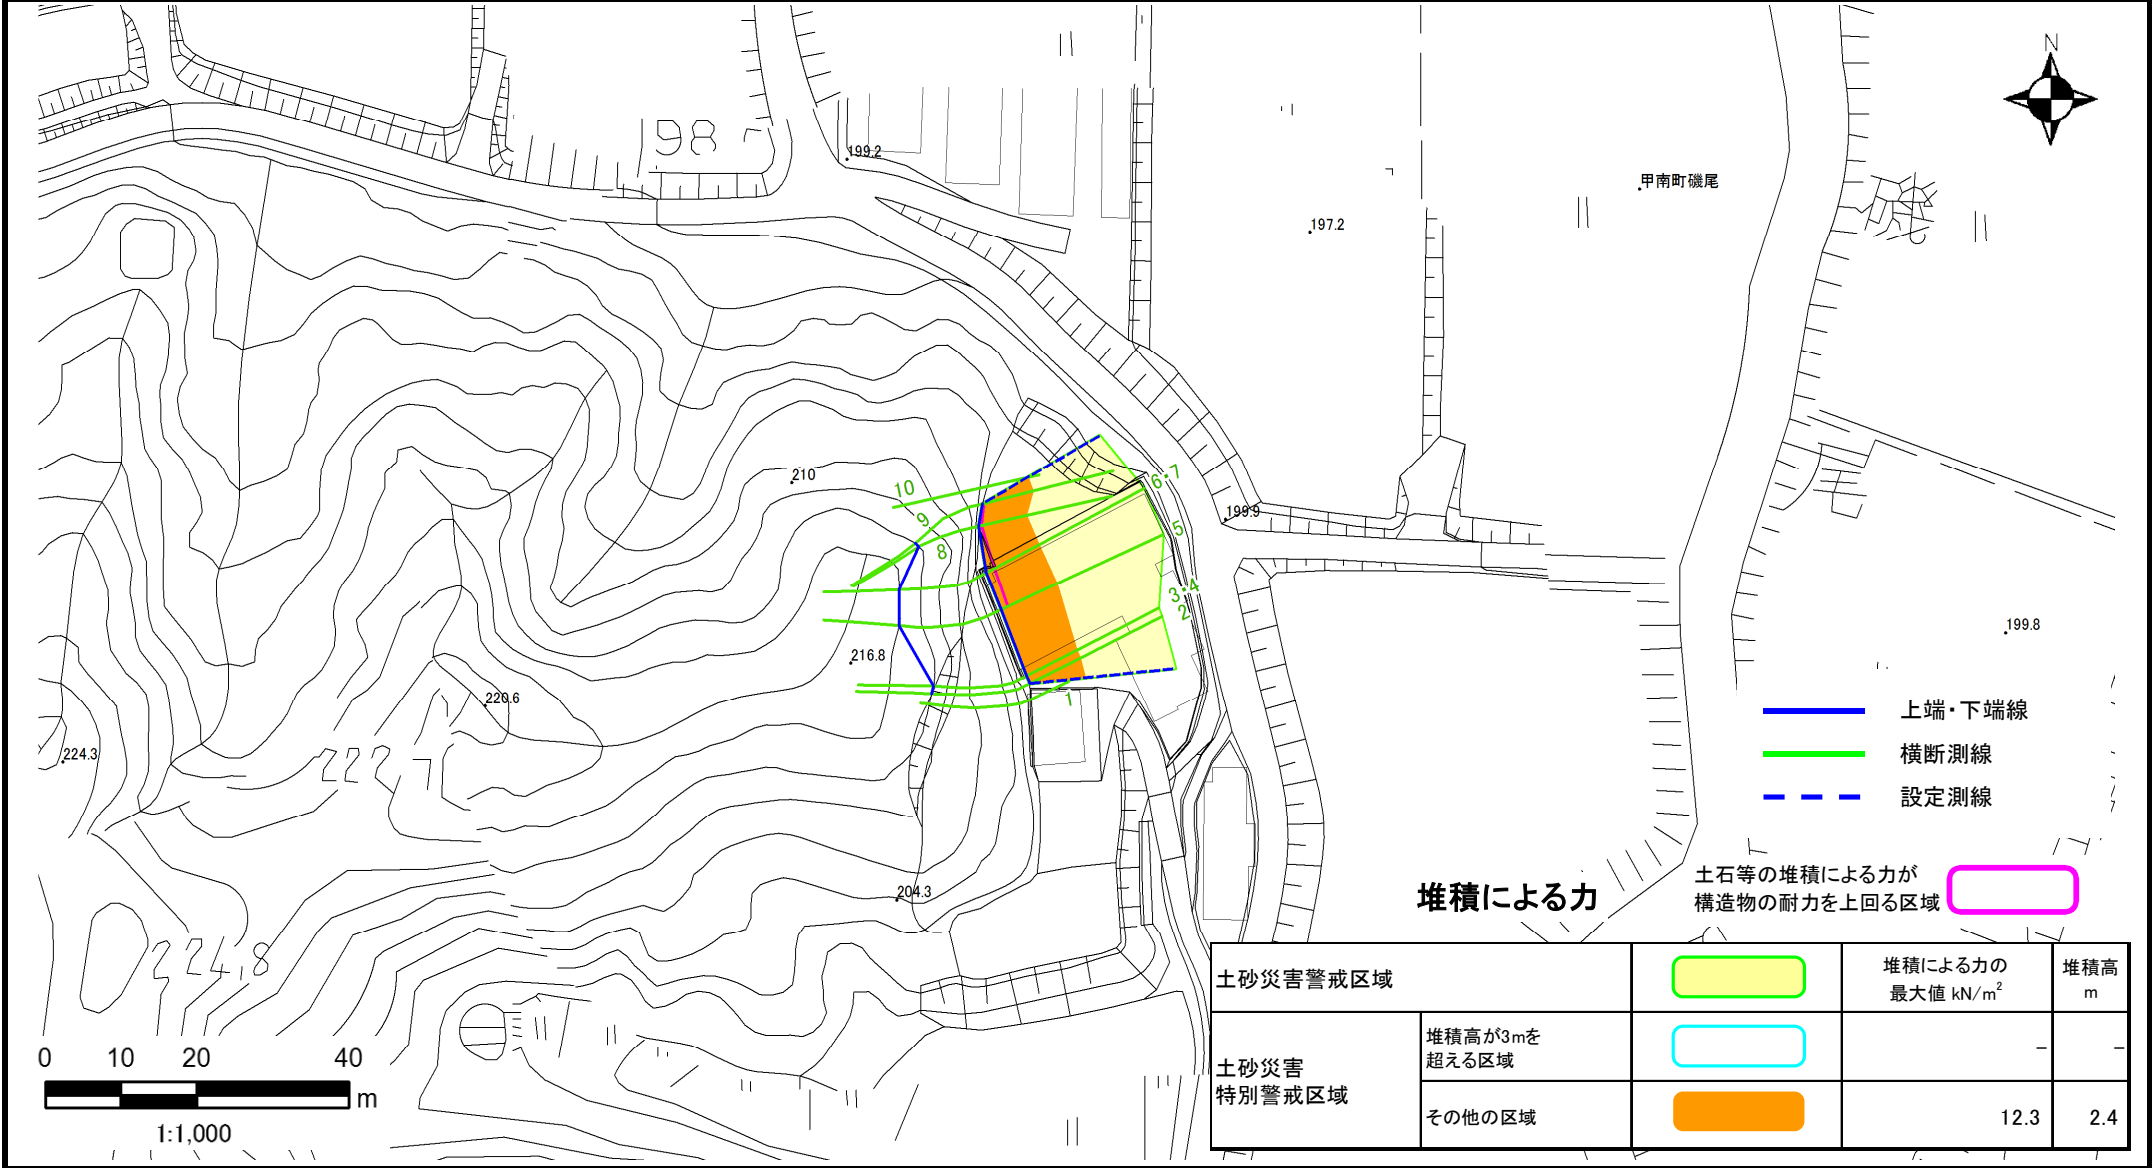 N
198.7
199.2
甲南町磯尾
197.2
210
10
9
8
6・7
199.9
5
3・4
2
1
199.8
216.8
220.6
224.3
222.7
204.3
224.8
上端・下端線
横断測線
設定測線
堆積による力
土石等の堆積による力が
構造物の耐力を上回る区域
土砂災害警戒区域
堆積による力の
最大値 kN/m²
堆積高
m
土砂災害
特別警戒区域
堆積高が3mを
超える区域
－
－
その他の区域
12.3
2.4
0 10 20 40
m
1:1,000